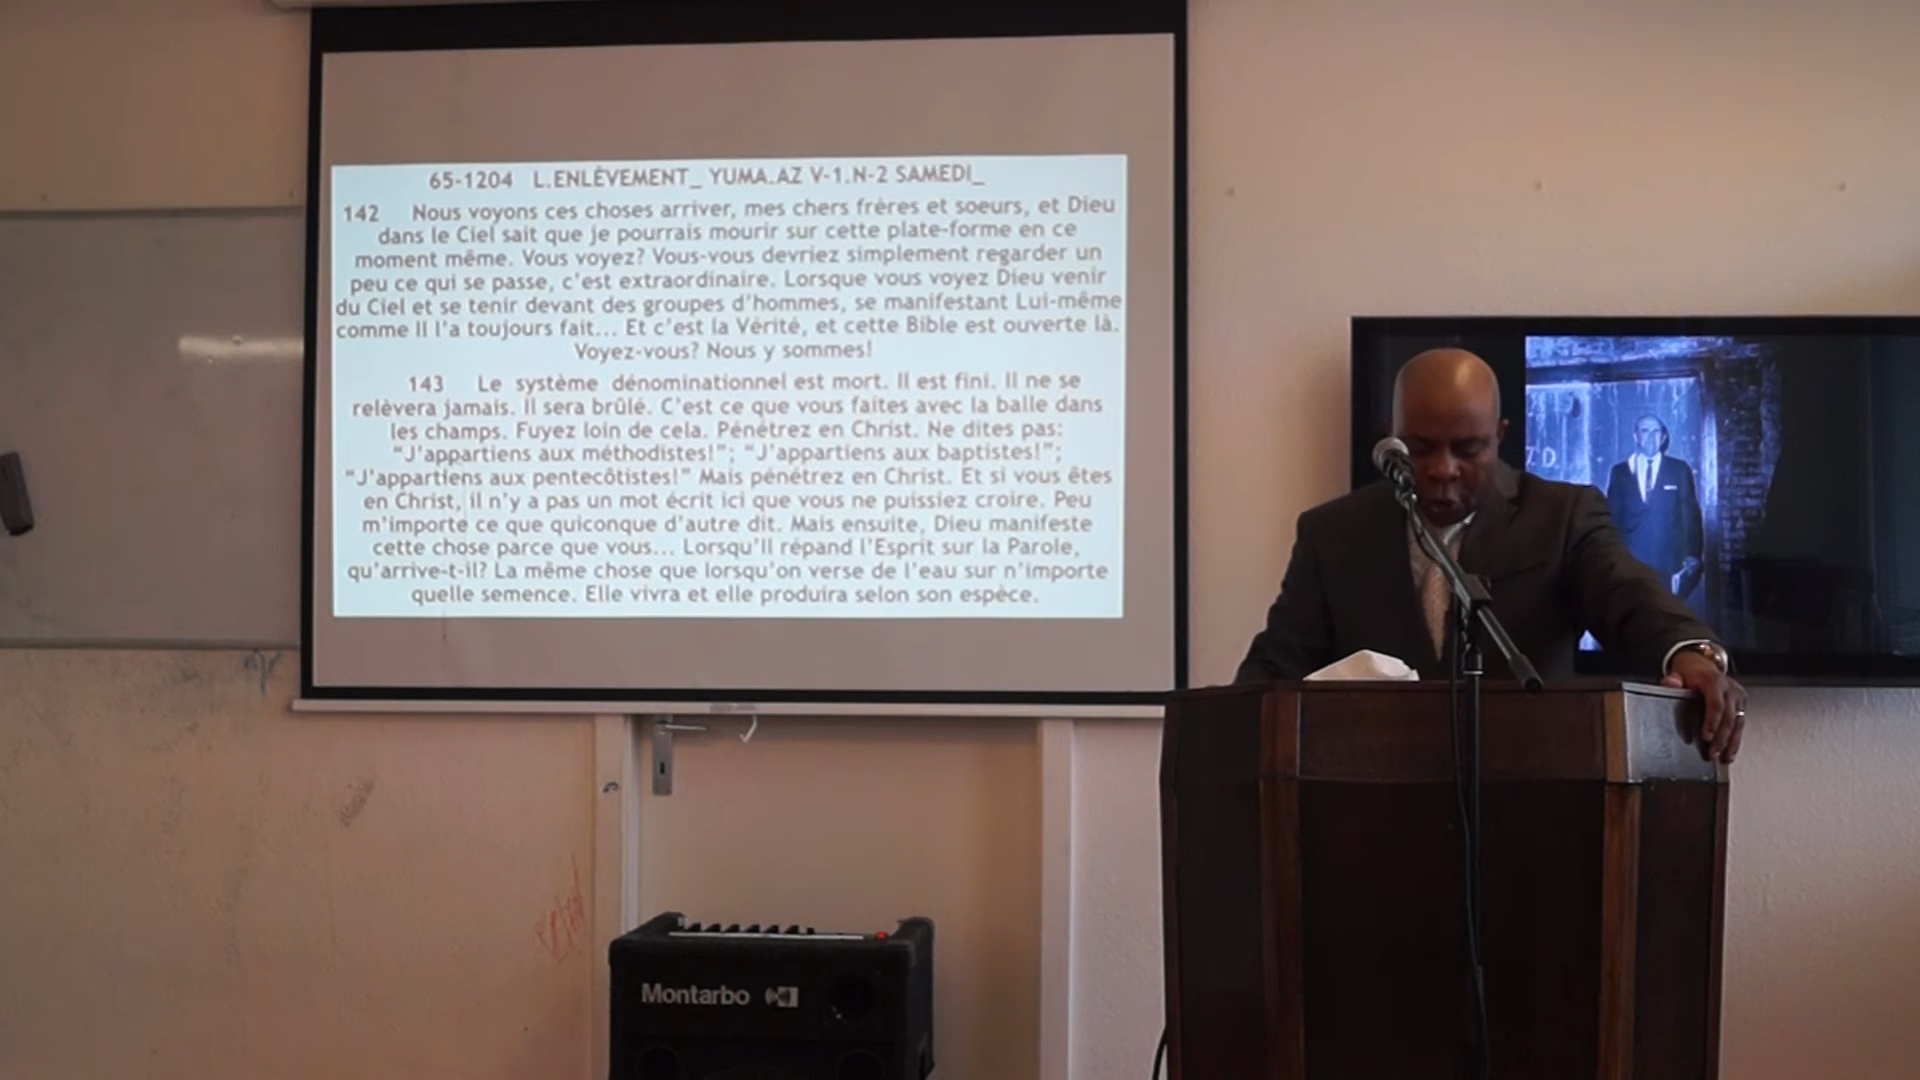 65-1204 L.ENLÈVEMENT_ YUMA.AZ V-1.N-2 SAMEDI_
142 Nous voyons ces choses arriver, mes chers frères et soeurs, et Dieu
dans le Ciel sait que je pourrais mourir sur cette plate-forme en ce
moment même. Vous voyez? Vous-vous devriez simplement regarder un
peu ce qui se passe, c'est extraordinaire. Lorsque vous voyez Dieu venir
du Ciel et se tenir devant des groupes d'hommes, se manifestant Lui-même
comme Il l'a toujours fait... Et c'est la Vérité, et cette Bible est ouverte là.
Voyez-vous? Nous y sommes!
143 Le système dénominationnel est mort. Il est fini. Il ne se
relèvera jamais. Il sera brûlé. C'est ce que vous faites avec la balle dans
les champs. Fuyez loin de cela. Pénétrez en Christ. Ne dites pas:
“J'appartiens aux méthodistes!”; “J'appartiens aux baptistes!”;
“J'appartiens aux pentecôtistes!” Mais pénétrez en Christ. Et si vous êtes
en Christ, il n'y a pas un mot écrit ici que vous ne puissiez croire. Peu
m'importe ce que quiconque d'autre dit. Mais ensuite, Dieu manifeste
cette chose parce que vous... Lorsqu'Il répand l'Esprit sur la Parole,
qu'arrive-t-il? La même chose que lorsqu'on verse de l'eau sur n'importe
quelle semence. Elle vivra et elle produira selon son espèce.
Z D.
Montarbo